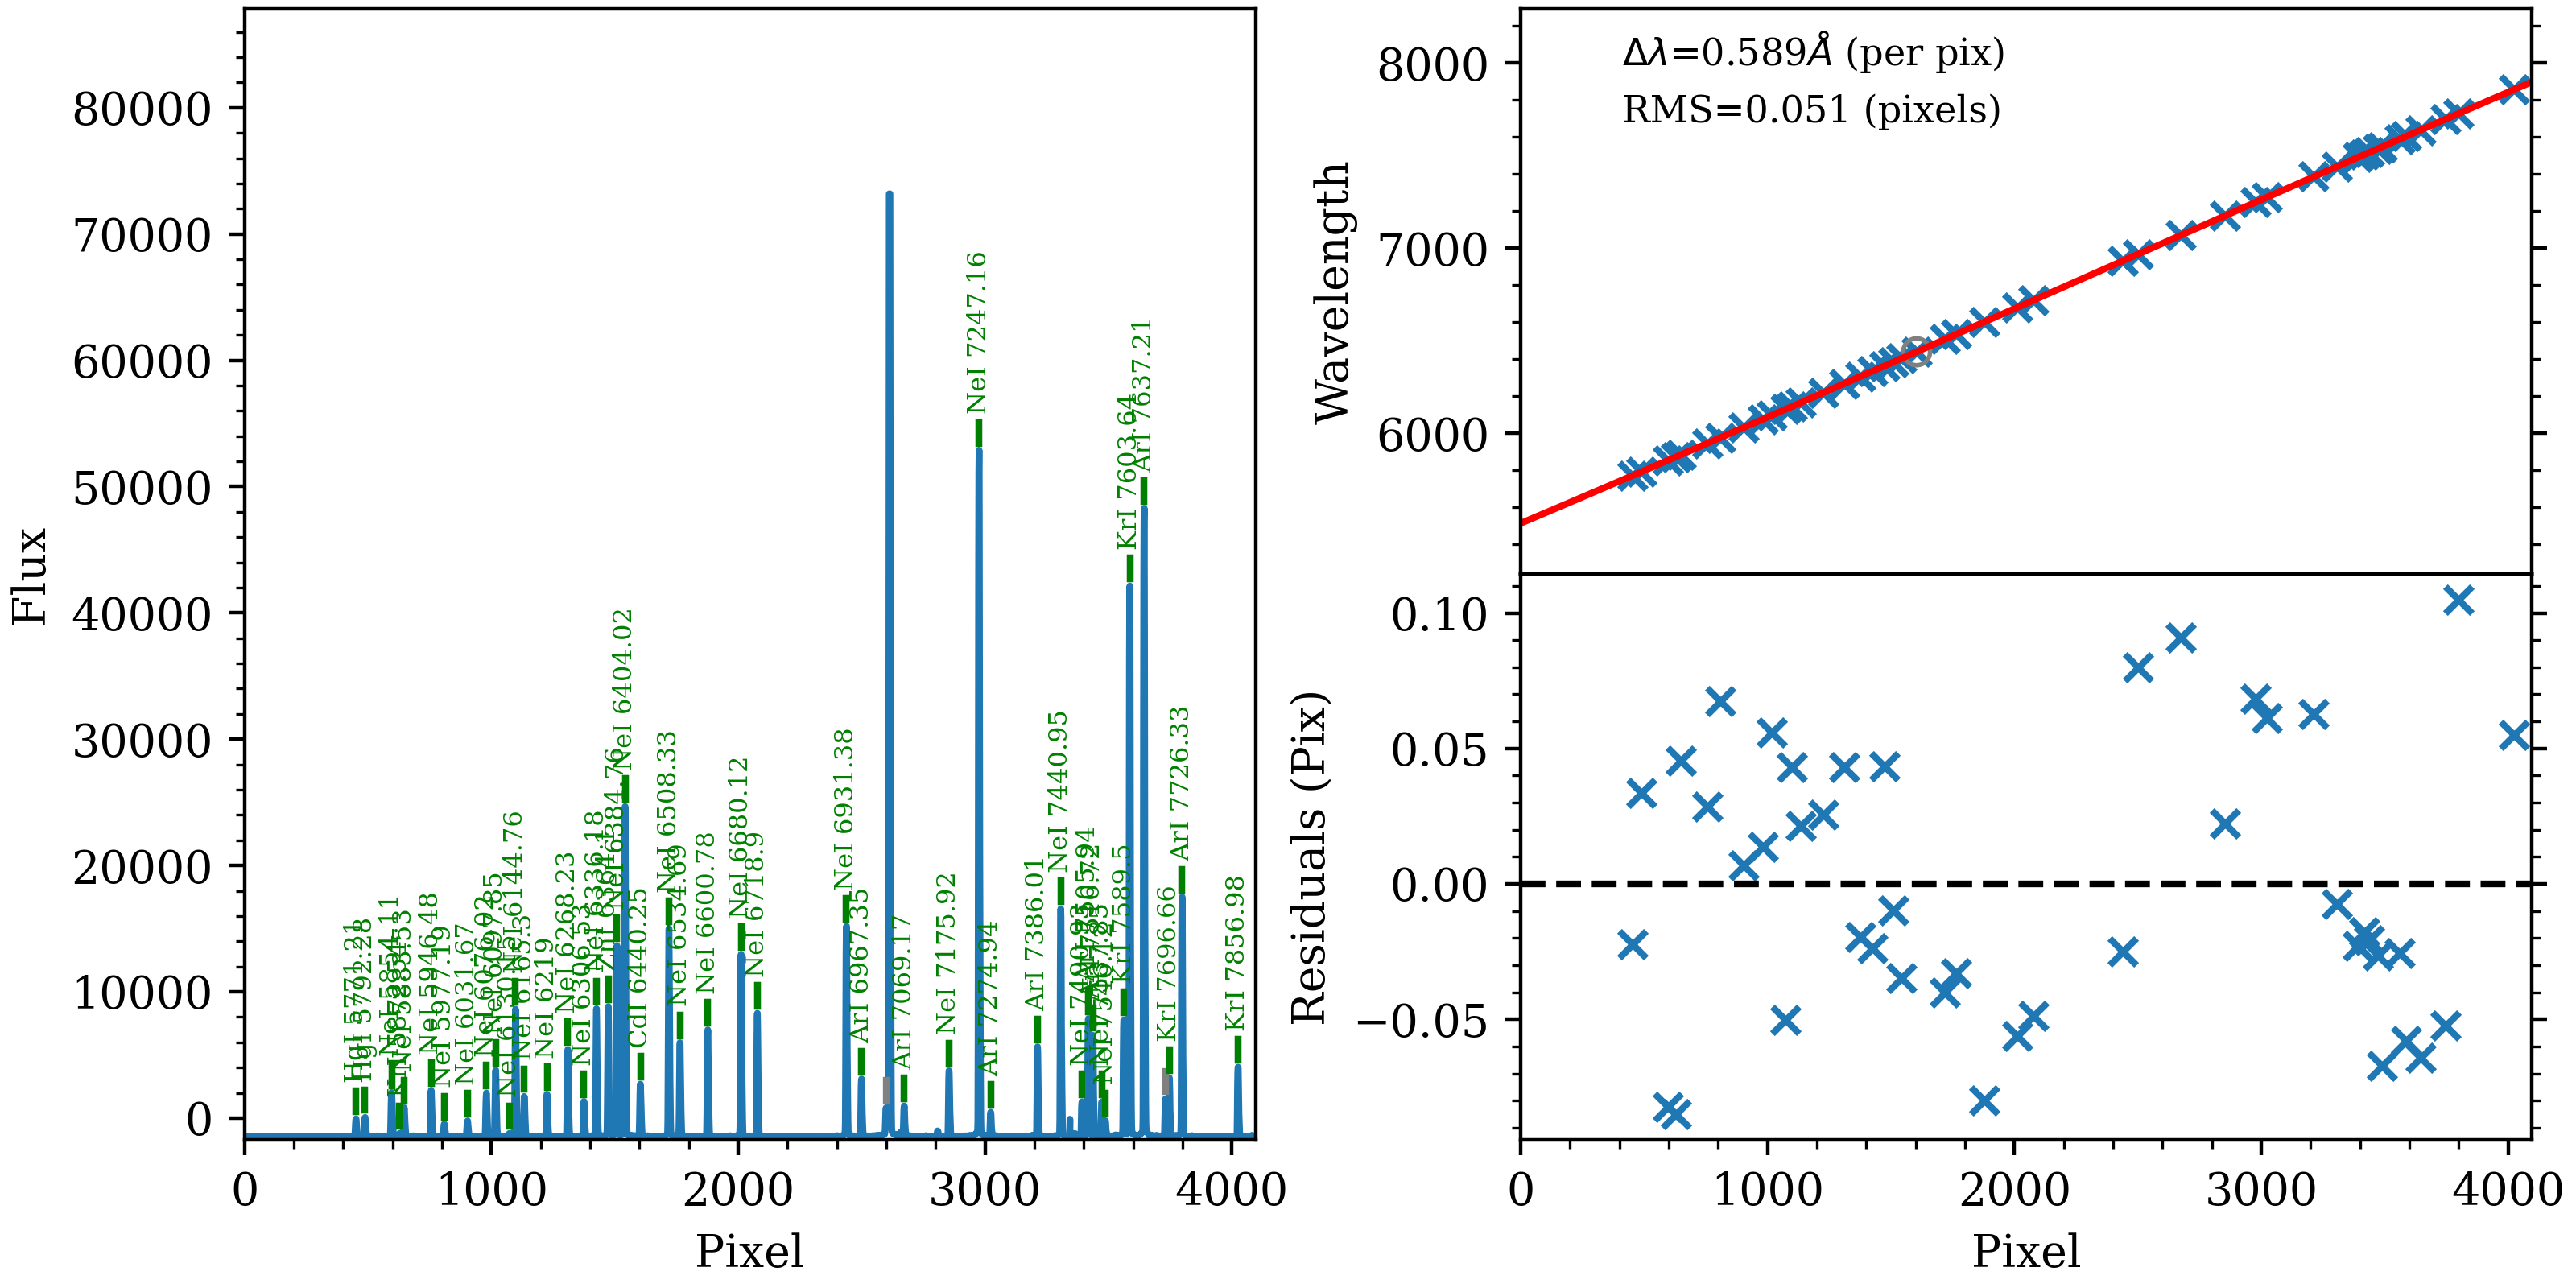 Flux
80000
70000
60000
50000
40000
30000
20000
10000
0
HgI 5792.28
NeI 5946.48
NeI 6031.67
NeI 6144.76
NeI 6219
NeI 6268.23
NeI 6404.02
CdI 6440.25
NeI 6508.33
NeI 6534.69
NeI 6600.78
NeI 6680.12
NeI 6718.9
NeI 6931.38
ArI 6967.35
ArI 7069.17
NeI 7175.92
NeI 7247.16
ArI 7274.94
ArI 7386.01
NeI 7440.95
KrI 7589.5
KrI 7603.64
ArI 7637.21
KrI 7696.66
ArI 7726.33
KrI 7856.98
0
1000
2000
3000
4000
Pixel
Δλ=0.589Å (per pix)
RMS=0.051 (pixels)
Wavelength
8000
7000
6000
Residuals (Pix)
0.10
0.05
0.00
−0.05
0
1000
2000
3000
4000
Pixel